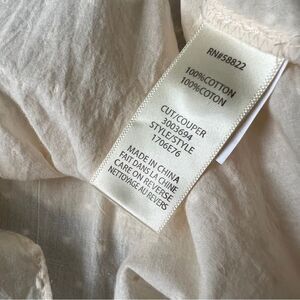 RN#58822
100%COTTON
100%COTON
CUT/COUPER
3003694
STYLE/STYLE
1706E76
MADE IN CHINA
FAIT DANS LA CHINE
CARE ON REVERSE
NETTOYAGE AU REVERS